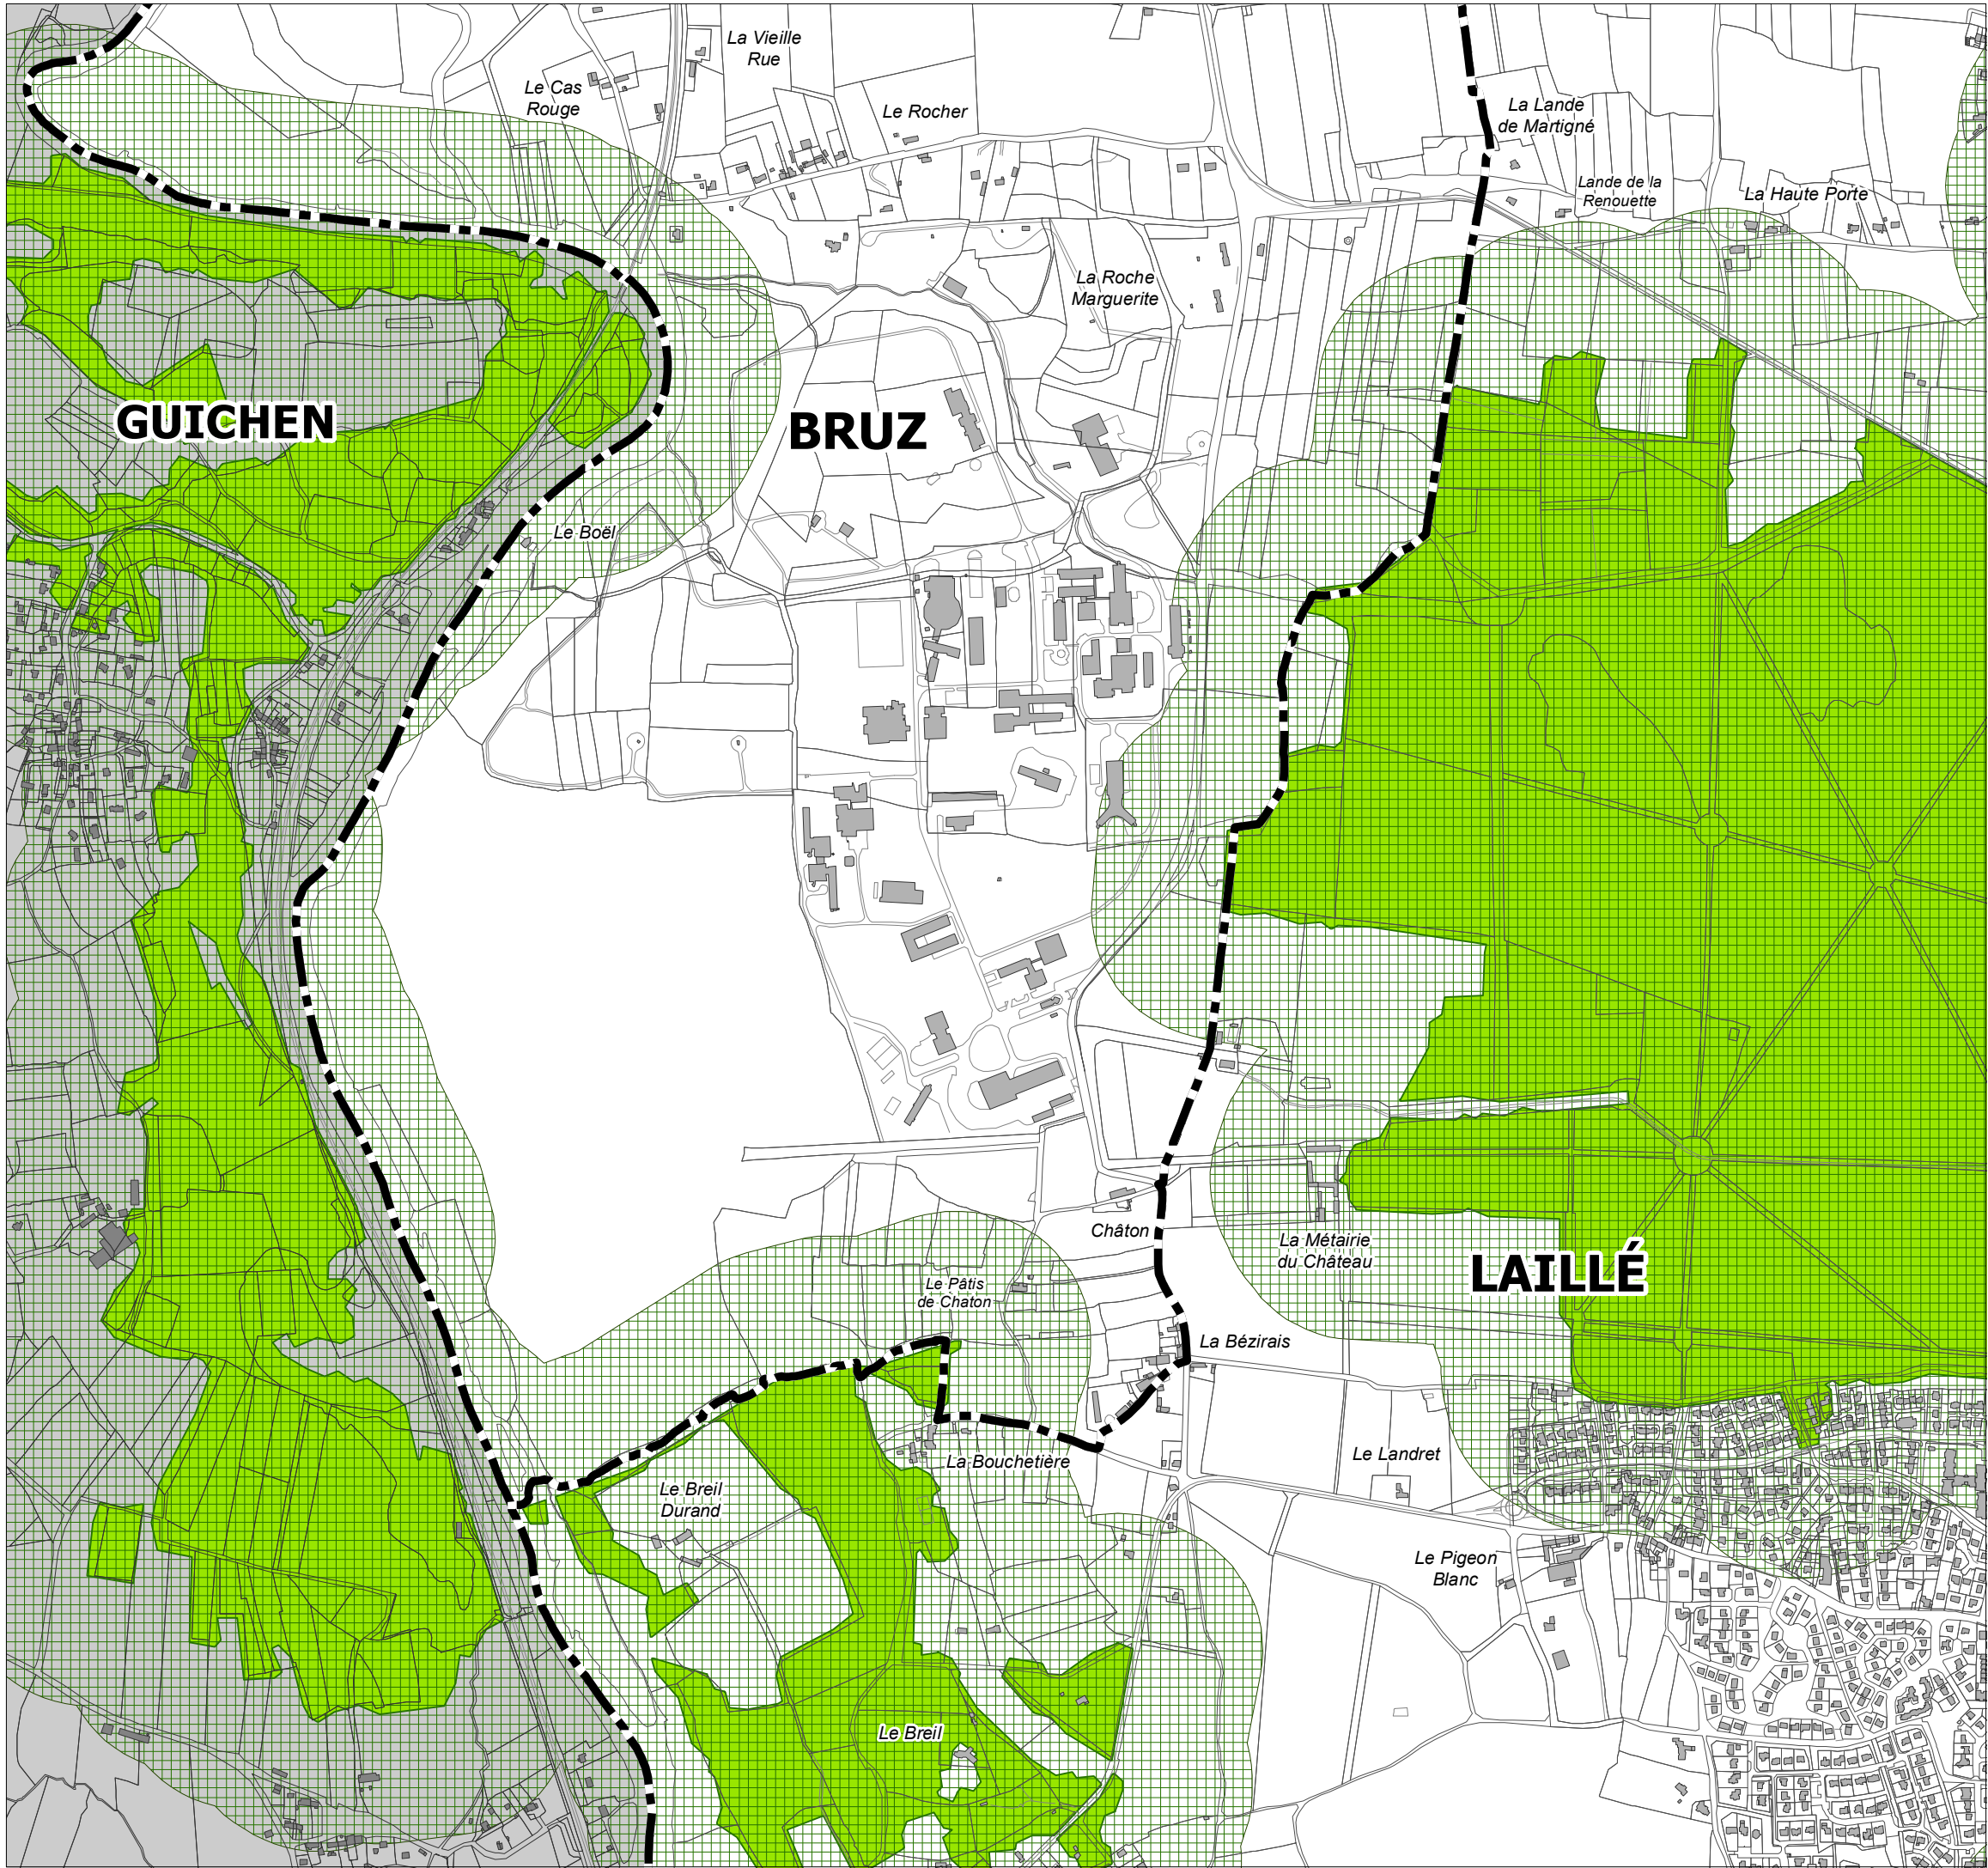 La Vieille
Rue
Le Cas
Rouge
Le Rocher
La Lande
de Martigné
Lande de la
Renouette
La Haute Porte
La Roche
Marguerite
GUICHEN
BRUZ
Le Boël
Châton
La Métairie
du Château
LAILLÉ
Le Pâtis
de Chaton
La Bézirais
La Bouchetière
Le Landret
Le Breil
Durand
Le Pigeon
Blanc
Le Breil